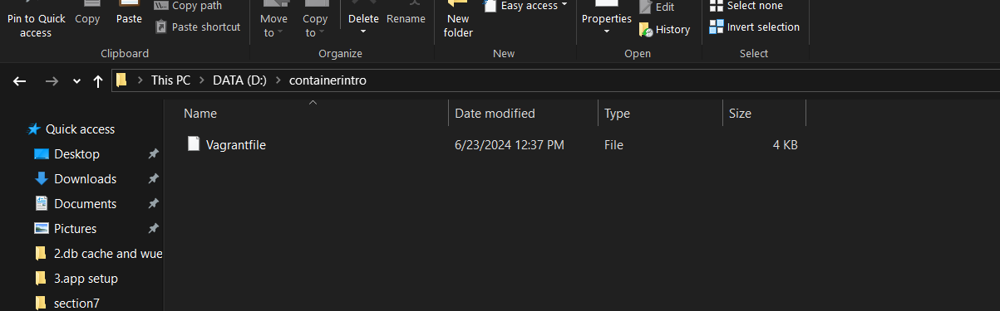 Pin to Quick access
Copy
Paste
Copy path
Paste shortcut
Clipboard
Move to
Copy to
Delete
Rename
Organize
New folder
Easy access
New
Properties
Edit
History
Open
Select none
Invert selection
Select
This PC > DATA (D:) > containerintro
Name Date modified Type Size
Vagrantfile 6/23/2024 12:37 PM File 4 KB
Quick access
Desktop
Downloads
Documents
Pictures
2.db cache and wue
3.app setup
section7